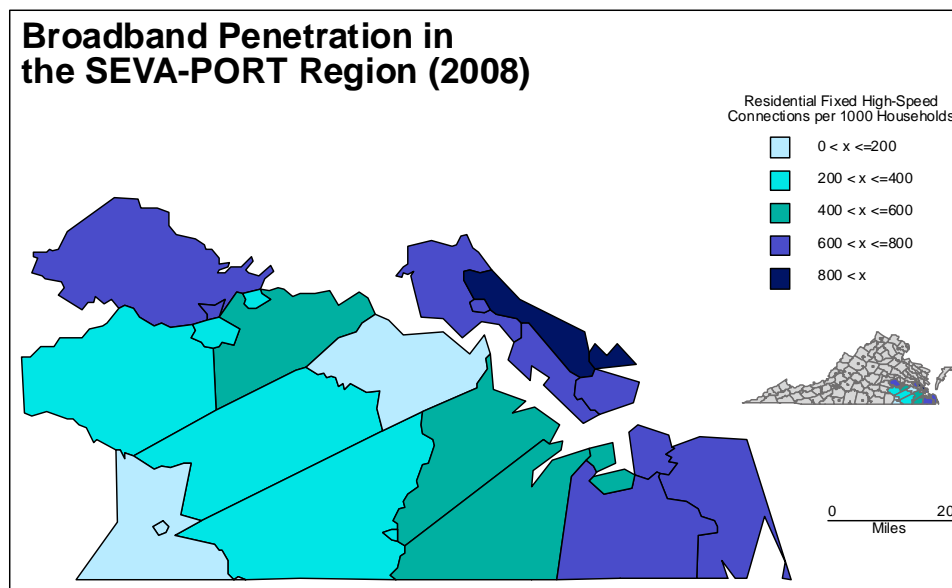 Broadband Penetration in
the SEVA-PORT Region (2008)
Residential Fixed High-Speed
Connections per 1000 Households
0 < x <=200
200 < x <=400
400 < x <=600
600 < x <=800
800 < x
0 20
Miles